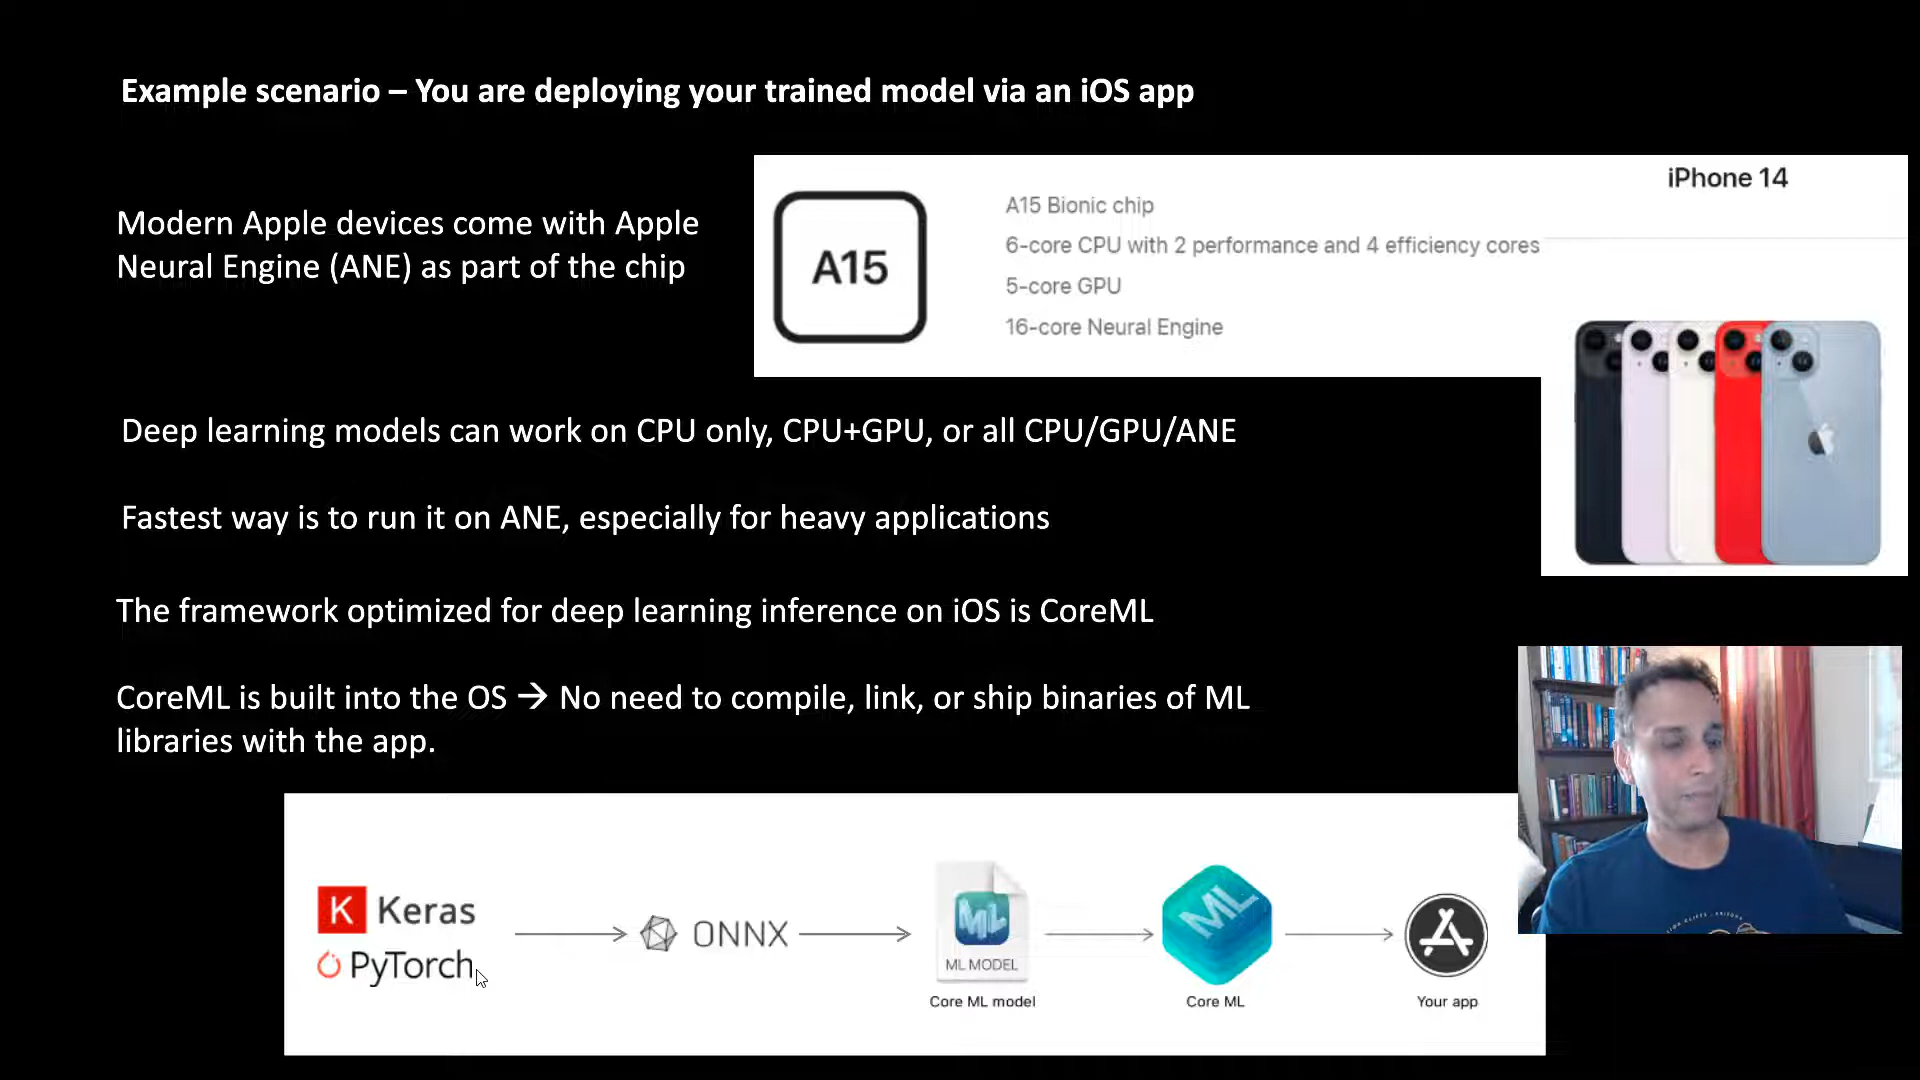 Example scenario – You are deploying your trained model via an iOS app
Modern Apple devices come with Apple
Neural Engine (ANE) as part of the chip
A15
A15 Bionic chip
6-core CPU with 2 performance and 4 efficiency cores
5-core GPU
16-core Neural Engine
iPhone 14
Deep learning models can work on CPU only, CPU+GPU, or all CPU/GPU/ANE
Fastest way is to run it on ANE, especially for heavy applications
The framework optimized for deep learning inference on iOS is CoreML
CoreML is built into the OS → No need to compile, link, or ship binaries of ML
libraries with the app.
K Keras
PyTorch
ONNX
ML
ML MODEL
Core ML model
ML
Core ML
Your app